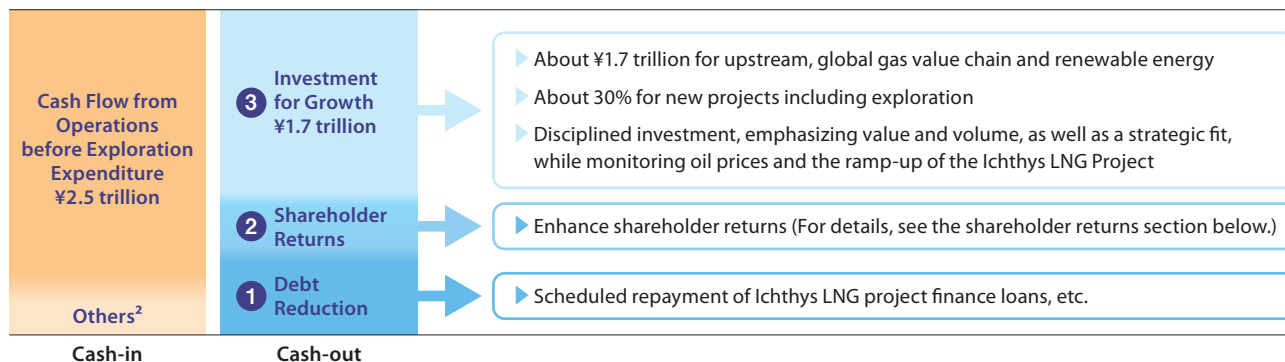 Cash Flow from
Operations
before Exploration
Expenditure
¥2.5 trillion
Others²
Cash-in
3 Investment
for Growth
¥1.7 trillion
2 Shareholder
Returns
1 Debt
Reduction
Cash-out
About ¥1.7 trillion for upstream, global gas value chain and renewable energy
About 30% for new projects including exploration
Disciplined investment, emphasizing value and volume, as well as a strategic fit,
while monitoring oil prices and the ramp-up of the Ichthys LNG Project
Enhance shareholder returns (For details, see the shareholder returns section below.)
Scheduled repayment of Ichthys LNG project finance loans, etc.